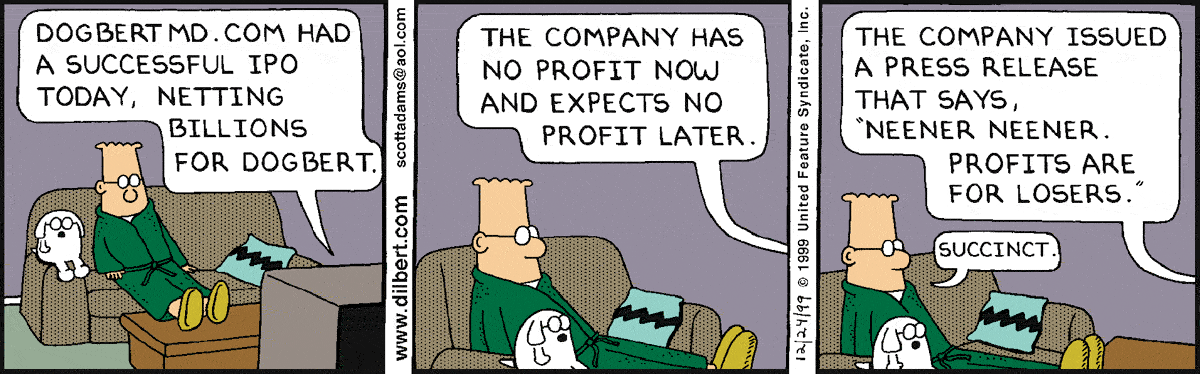 DOGBERTMD.COM HAD
A SUCCESSFUL IPO
TODAY, NETTING
BILLIONS
FOR DOGBERT.
www.dilbert.com scottadams@aol.com
THE COMPANY HAS
NO PROFIT NOW
AND EXPECTS NO
PROFIT LATER.
12/24/99 © 1999 United Feature Syndicate, Inc.
THE COMPANY ISSUED
A PRESS RELEASE
THAT SAYS,
"NEENER NEENER.
PROFITS ARE
FOR LOSERS."
SUCCINCT.